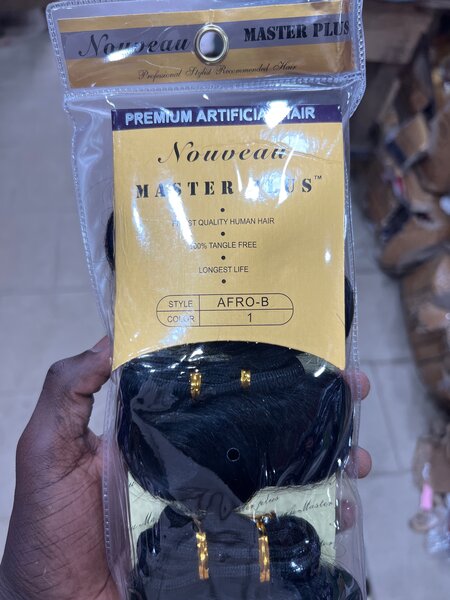 Nouveau MASTER PLUS
Profesional Stylist Recommended Hair
PREMIUM ARTIFICIAL HAIR
Nouveau
MASTER PLUS™
FINEST QUALITY HUMAN HAIR
100% TANGLE FREE
LONGEST LIFE
STYLE AFRO-B
COLOR 1